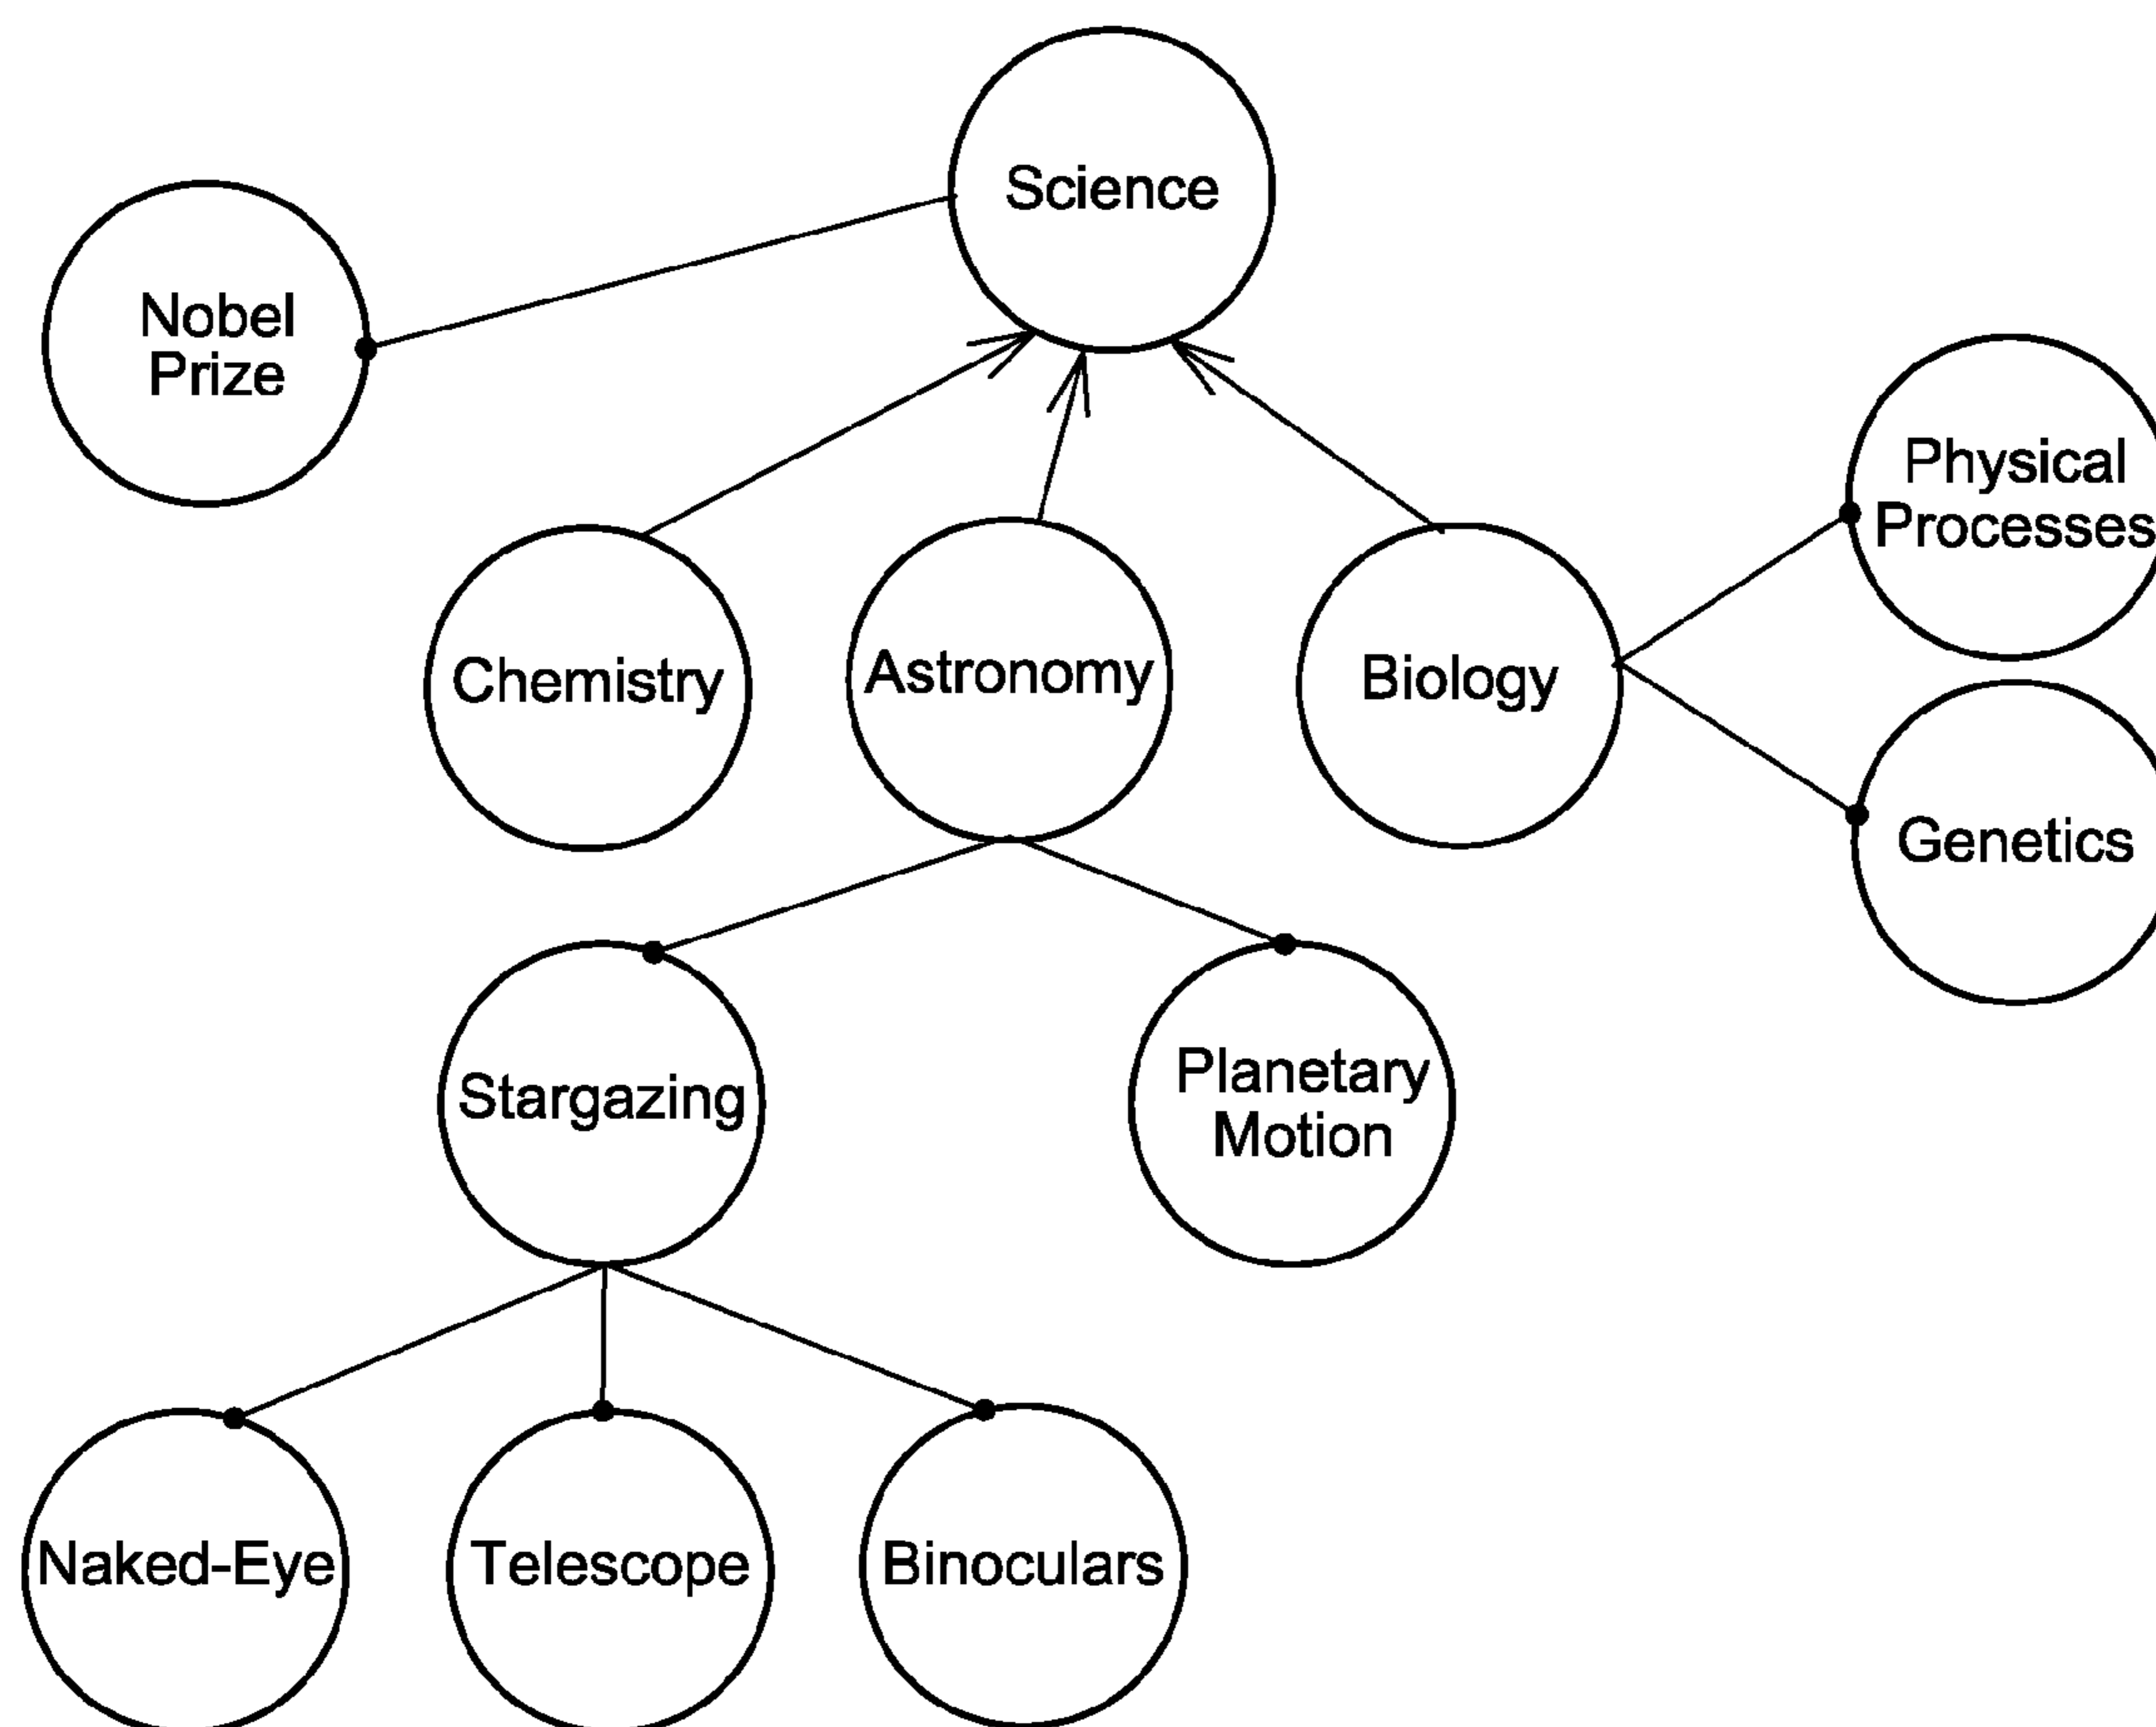 Science
Nobel
Prize
Physical
Processes
Chemistry
Astronomy
Biology
Genetics
Stargazing
Planetary
Motion
Naked-Eye
Telescope
Binoculars